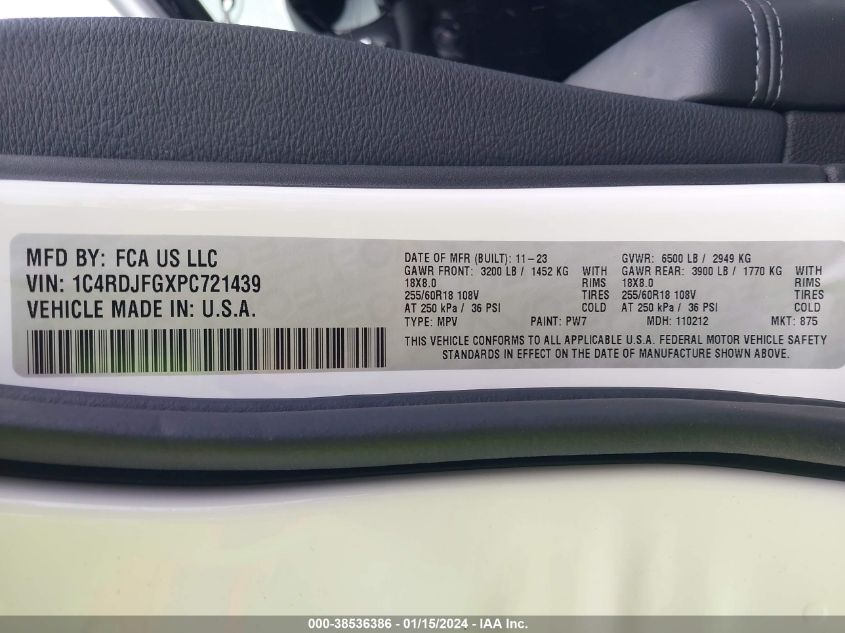 MFD BY: FCA US LLC
VIN: 1C4RDJFGXPC721439
VEHICLE MADE IN: U.S.A.
DATE OF MFR (BUILT): 11-23 GVWR: 6500 LB / 2949 KG
GAWR FRONT: 3200 LB / 1452 KG WITH GAWR REAR: 3900 LB / 1770 KG WITH
18X8.0 RIMS 18X8.0 RIMS
255/60R18 108V TIRES 255/60R18 108V TIRES
AT 250 kPa / 36 PSI COLD AT 250 kPa / 36 PSI COLD
TYPE: MPV PAINT: PW7 MDH: 110212 MKT: 875
THIS VEHICLE CONFORMS TO ALL APPLICABLE U.S.A. FEDERAL MOTOR VEHICLE SAFETY
STANDARDS IN EFFECT ON THE DATE OF MANUFACTURE SHOWN ABOVE.
000-38536386 - 01/15/2024 - IAA Inc.